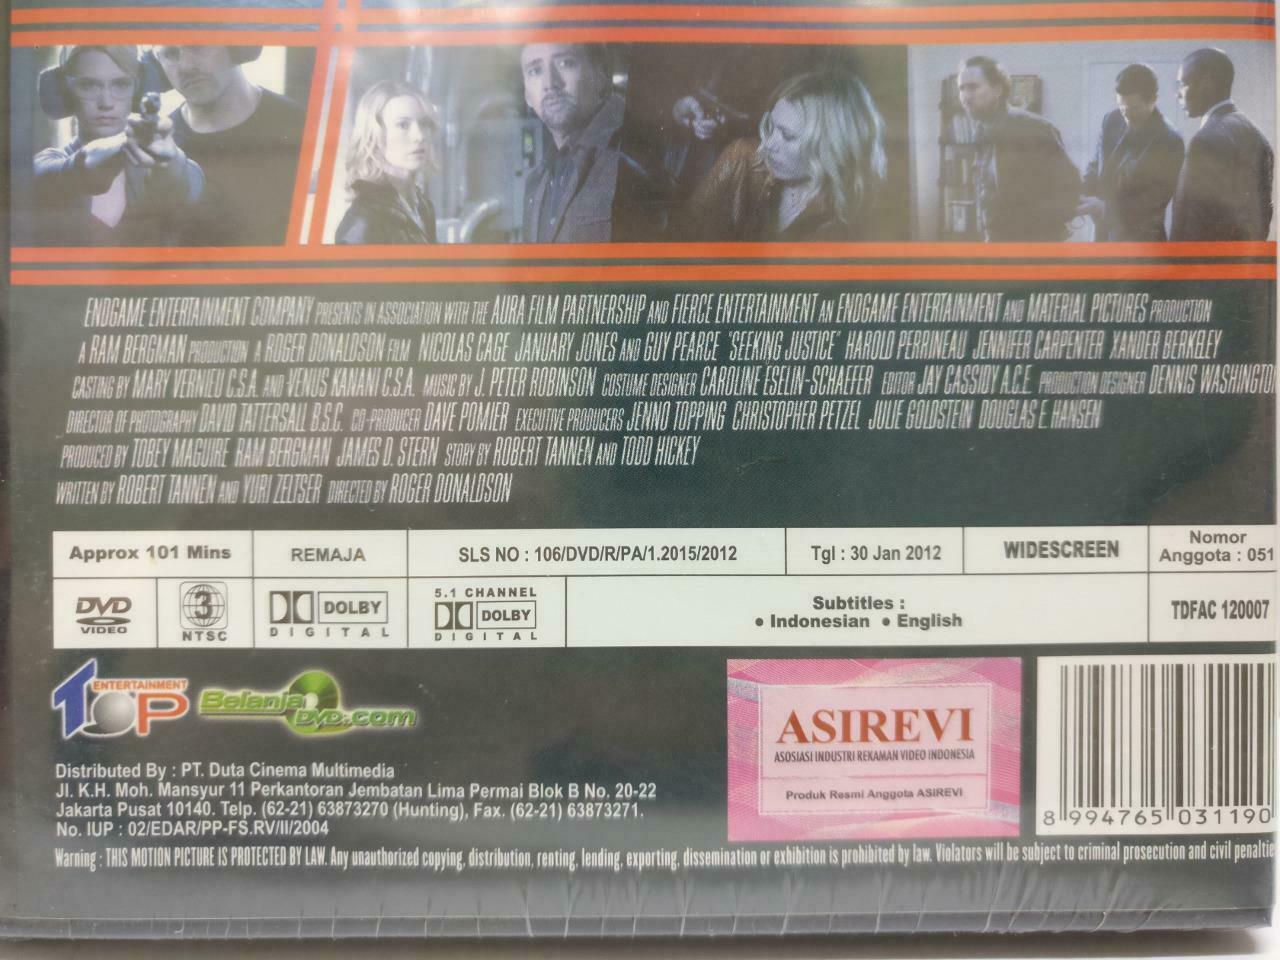 ENDGAME ENTERTAINMENT COMPANY PRESENTS IN ASSOCIATION WITH THE AURA FILM PARTNERSHIP AND FIERCE ENTERTAINMENT AN ENDGAME ENTERTAINMENT AND MATERIAL PICTURES PRODUCTION
A RAM BERGMAN PRODUCTION A ROGER DONALDSON FILM NICOLAS CAGE JANUARY JONES AND GUY PEARCE "SEEKING JUSTICE" HAROLD PERRINEAU JENNIFER CARPENTER XANDER BERKELEY
CASTING BY MARY VERNIEU C.S.A. AND VENUS KANANI C.S.A. MUSIC BY J. PETER ROBINSON COSTUME DESIGNER CAROLINE ESELIN-SCHAEFER EDITOR JAY CASSIDY A.C.E. PRODUCTION DESIGNER DENNIS WASHINGTO
DIRECTOR OF PHOTOGRAPHY DAVID TATTERSALL B.S.C. CO-PRODUCER DAVE POMIER EXECUTIVE PRODUCERS JENNO TOPPING CHRISTOPHER PETZEL JULIE GOLDSTEIN DOUGLAS E. HANSEN
PRODUCED BY TOBEY MAGUIRE RAM BERGMAN JAMES D. STERN STORY BY ROBERT TANNEN AND TODD HICKEY
WRITTEN BY ROBERT TANNEN AND YURI ZELTSER DIRECTED BY ROGER DONALDSON
Approx 101 Mins
REMAJA
SLS NO : 106/DVD/R/PA/1.2015/2012
Tgl : 30 Jan 2012
WIDESCREEN
Nomor
Anggota : 051
DVD
VIDEO
3
NTSC
DOLBY
DIGITAL
5.1 CHANNEL
DOLBY
DIGITAL
Subtitles :
• Indonesian • English
TDFAC 120007
TOP ENTERTAINMENT
BelanjaDVD.com
ASIREVI
ASOSIASI INDUSTRI REKAMAN VIDEO INDONESIA
Produk Resmi Anggota ASIREVI
8 994765 031190
Distributed By : PT. Duta Cinema Multimedia
Jl. K.H. Moh. Mansyur 11 Perkantoran Jembatan Lima Permai Blok B No. 20-22
Jakarta Pusat 10140. Telp. (62-21) 63873270 (Hunting), Fax. (62-21) 63873271.
No. IUP : 02/EDAR/PP-FS.RV/II/2004
Warning : THIS MOTION PICTURE IS PROTECTED BY LAW. Any unauthorized copying, distribution, renting, lending, exporting, dissemination or exhibition is prohibited by law. Violators will be subject to criminal prosecution and civil penaltie